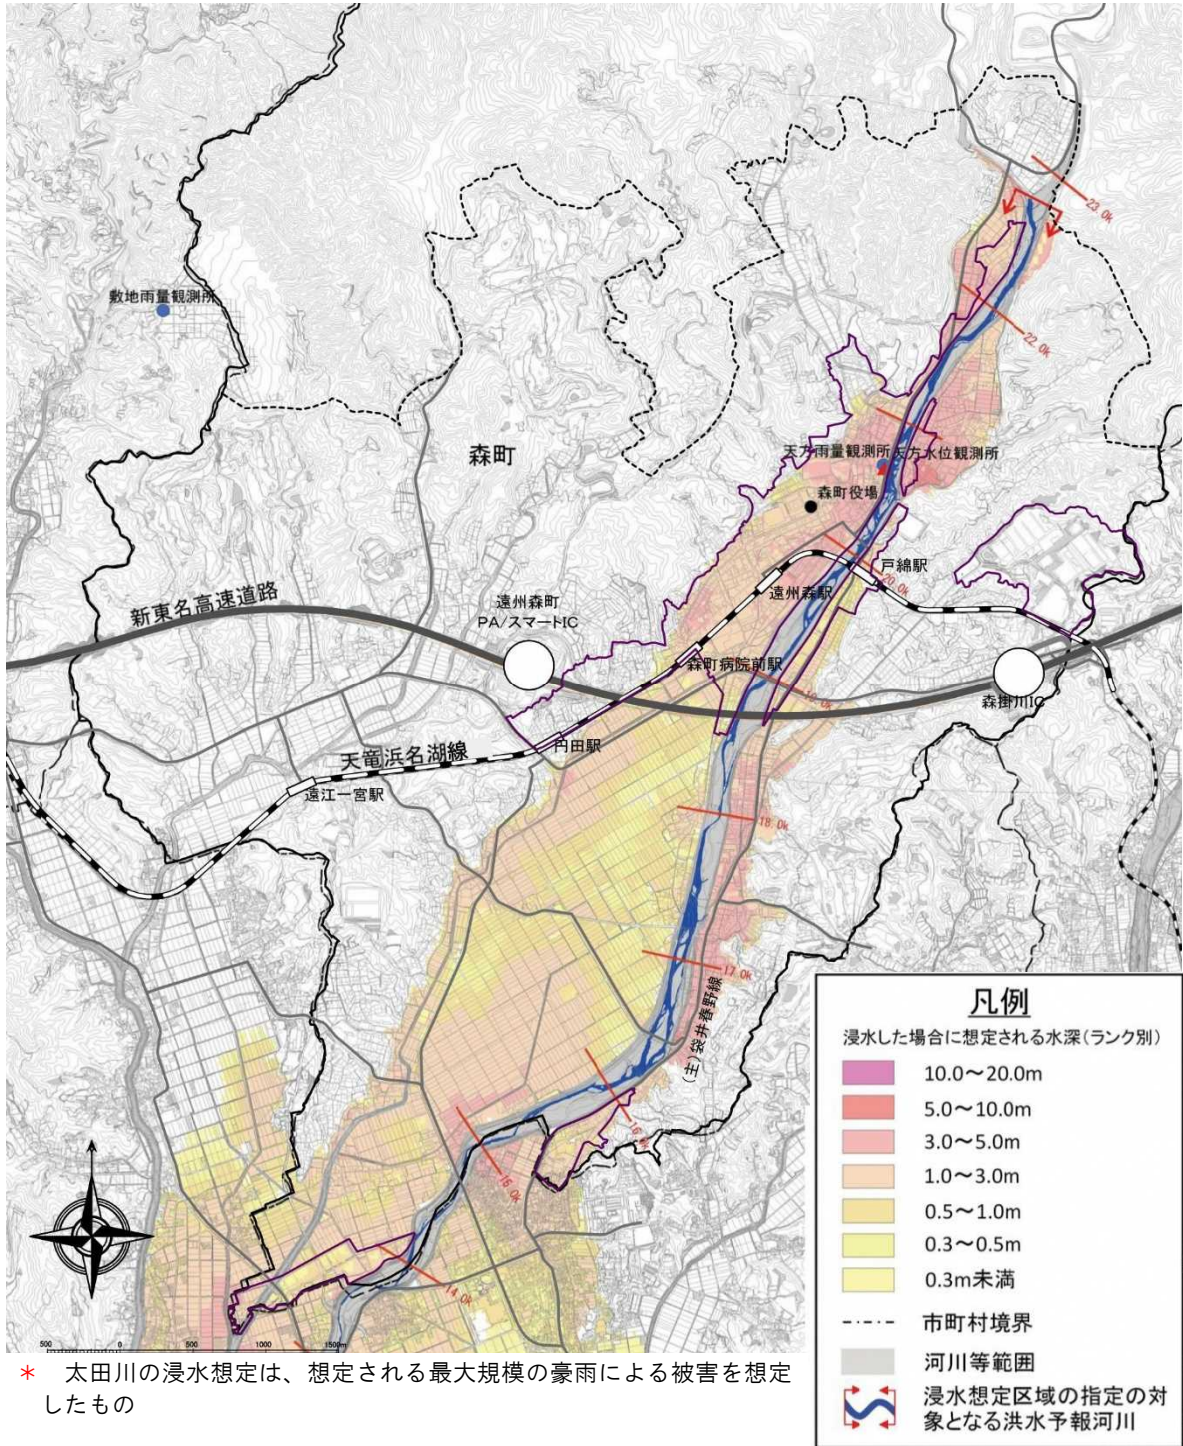 23.0k
敷地雨量観測所
22.0k
森町
天方雨量観測所
天方水位観測所
森町役場
戸綿駅
20.0k
新東名高速道路
遠州森町
PA/スマートIC
遠州森駅
森町病院前駅
19.0k
森掛川IC
円田駅
天竜浜名湖線
遠江一宮駅
18.0k
17.0k
(主)袋井春野線
16.0k
15.0k
14.0k
500 0 500 1000 1500m
凡例
浸水した場合に想定される水深(ランク別)
10.0〜20.0m
5.0〜10.0m
3.0〜5.0m
1.0〜3.0m
0.5〜1.0m
0.3〜0.5m
0.3m未満
市町村境界
河川等範囲
浸水想定区域の指定の対
象となる洪水予報河川
* 太田川の浸水想定は、想定される最大規模の豪雨による被害を想定
したもの